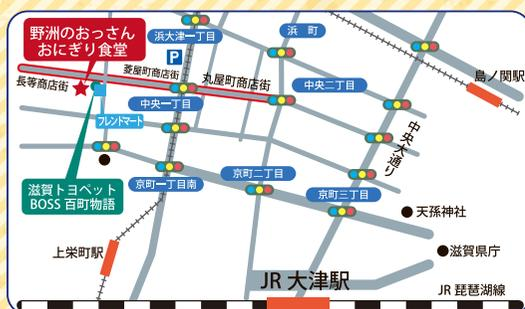 野洲のおっさん
おにぎり食堂
浜大津一丁目
浜 町
P
島ノ関駅
長等商店街
菱屋町商店街
丸屋町商店街
中央二丁目
中央一丁目
フレンドマート
中央大通り
滋賀トヨペット
BOSS 百町物語
京町一丁目南
京町二丁目
京町三丁目
天孫神社
上栄町駅
滋賀県庁
JR 大津駅
JR 琵琶湖線